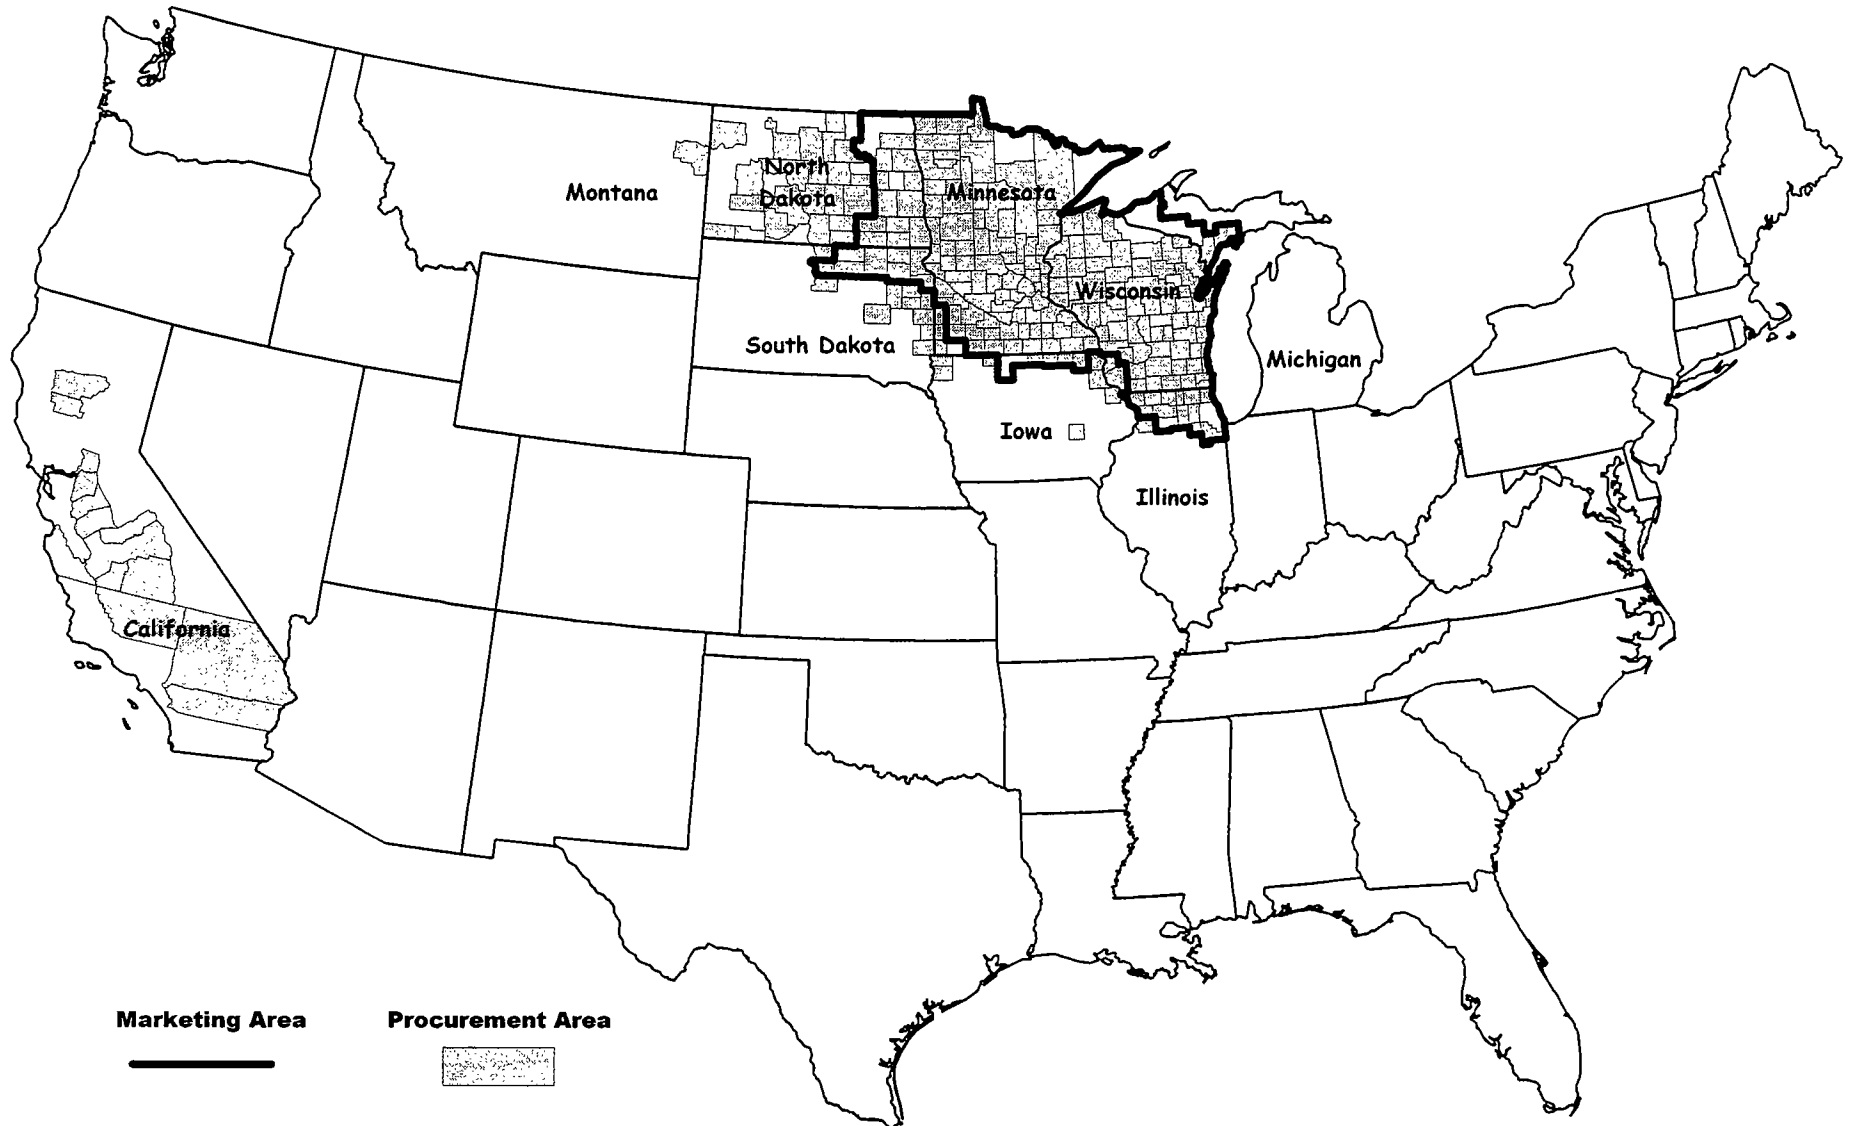 North
Dakota
Montana
Minnesota
Wisconsin
South Dakota
Michigan
Iowa
Illinois
California
Marketing Area
Procurement Area